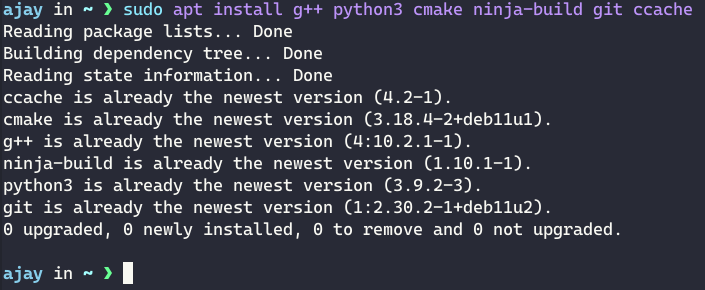 ajay in ~ ❯ sudo apt install g++ python3 cmake ninja-build git ccache
Reading package lists... Done
Building dependency tree... Done
Reading state information... Done
ccache is already the newest version (4.2-1).
cmake is already the newest version (3.18.4-2+deb11u1).
g++ is already the newest version (4:10.2.1-1).
ninja-build is already the newest version (1.10.1-1).
python3 is already the newest version (3.9.2-3).
git is already the newest version (1:2.30.2-1+deb11u2).
0 upgraded, 0 newly installed, 0 to remove and 0 not upgraded.
ajay in ~ ❯